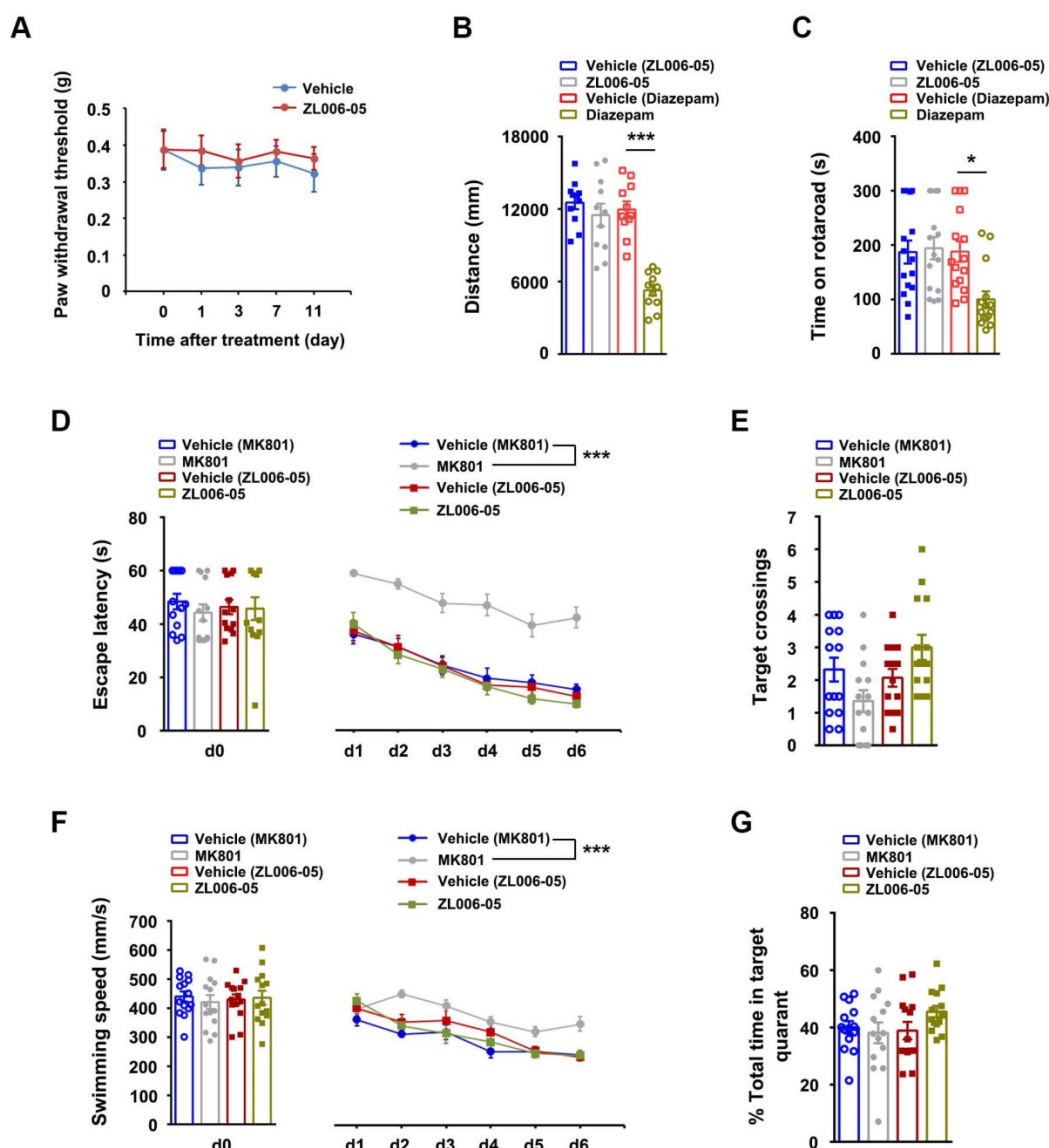 A
Vehicle
ZL006-05
Paw withdrawal threshold (g)
0.5
0.4
0.3
0.2
0.1
0
0 1 3 7 11
Time after treatment (day)
B
Vehicle (ZL006-05)
ZL006-05
Vehicle (Diazepam)
Diazepam
Distance (mm)
18000
12000
6000
0
***
C
Vehicle (ZL006-05)
ZL006-05
Vehicle (Diazepam)
Diazepam
Time on rotaroad (s)
400
300
200
100
0
*
D
Vehicle (MK801)
MK801
Vehicle (ZL006-05)
ZL006-05
Escape latency (s)
80
60
40
20
0
d0
Vehicle (MK801)
MK801
Vehicle (ZL006-05)
ZL006-05
***
d1 d2 d3 d4 d5 d6
E
Vehicle (MK801)
MK801
Vehicle (ZL006-05)
ZL006-05
Target crossings
7
6
5
4
3
2
1
0
F
Vehicle (MK801)
MK801
Vehicle (ZL006-05)
ZL006-05
Swimming speed (mm/s)
700
600
500
400
300
200
100
0
d0
Vehicle (MK801)
MK801
Vehicle (ZL006-05)
ZL006-05
***
d1 d2 d3 d4 d5 d6
G
Vehicle (MK801)
MK801
Vehicle (ZL006-05)
ZL006-05
% Total time in target
quarant
80
60
40
20
0